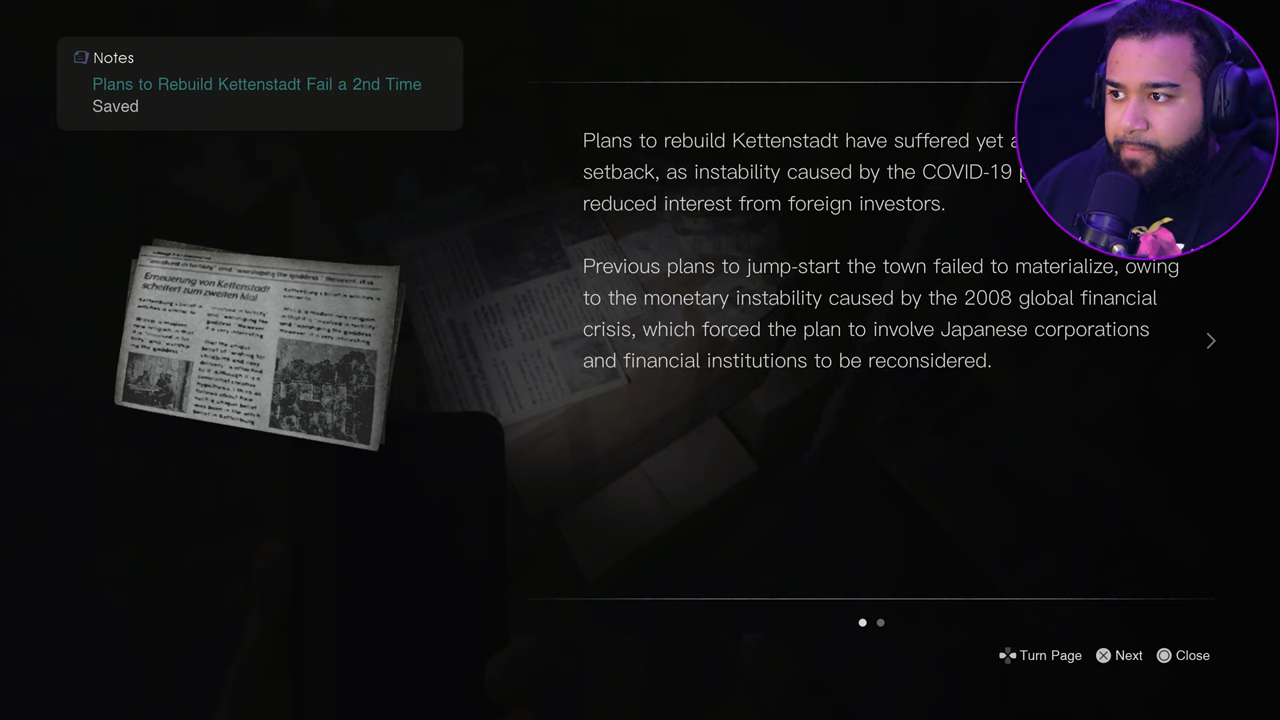 Notes
Plans to Rebuild Kettenstadt Fail a 2nd Time
Saved
Plans to rebuild Kettenstadt have suffered yet
setback, as instability caused by the COVID-19
reduced interest from foreign investors.
Previous plans to jump-start the town failed to materialize, owing
to the monetary instability caused by the 2008 global financial
crisis, which forced the plan to involve Japanese corporations
and financial institutions to be reconsidered.
Erneuerung von Kettenstadt
scheitert zum zweiten Mal
Turn Page
Next
Close